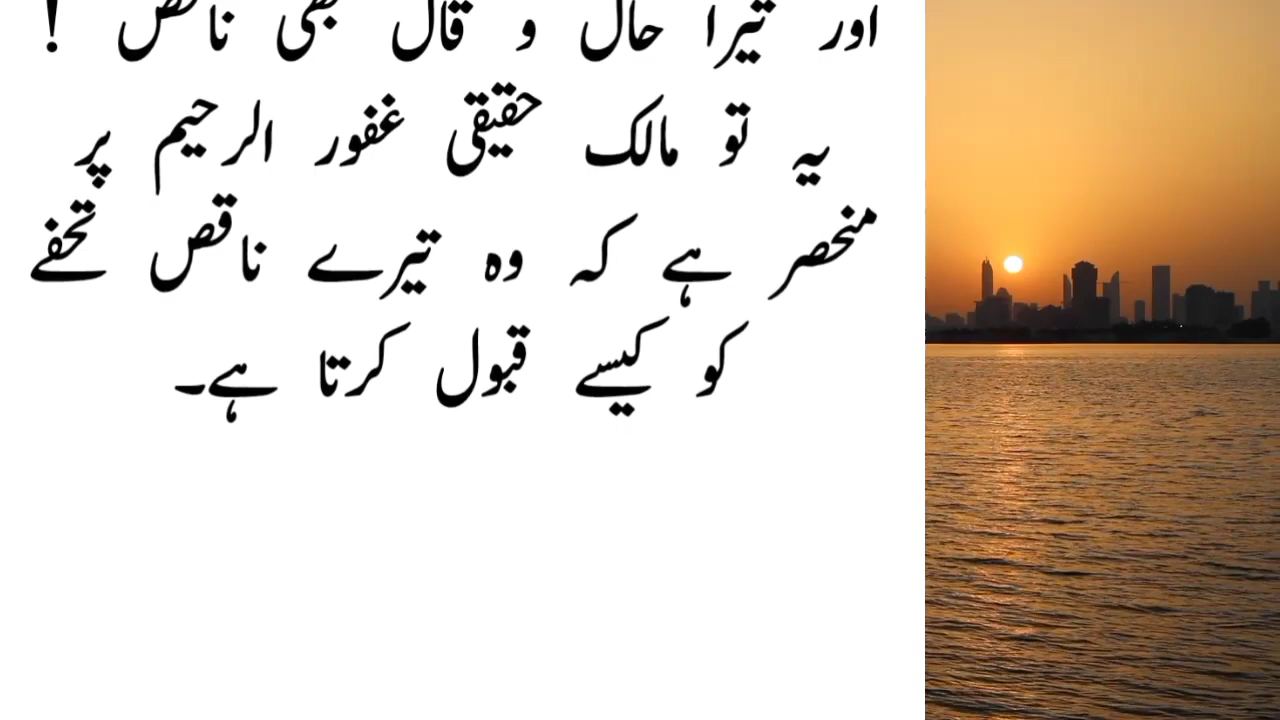 اور تیرا حال و قال بھی ناقص !
یہ تو مالک حقیقی غفور الرحیم پر
منحصر ہے کہ وہ تیرے ناقص تحفے
کو کیسے قبول کرتا ہے۔